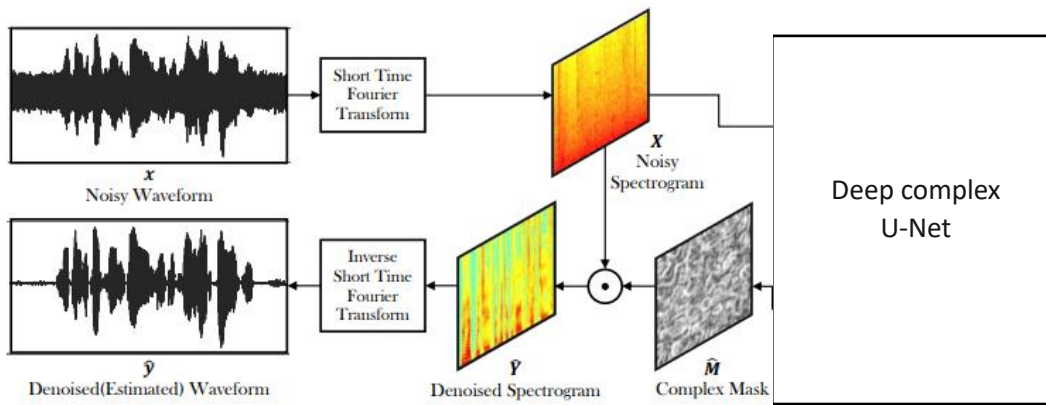 x
Noisy Waveform
Short Time
Fourier
Transform
X
Noisy
Spectrogram
Deep complex
U-Net
ŷ
Denoised(Estimated) Waveform
Inverse
Short Time
Fourier
Transform
Ŷ
Denoised Spectrogram
M̂
Complex Mask